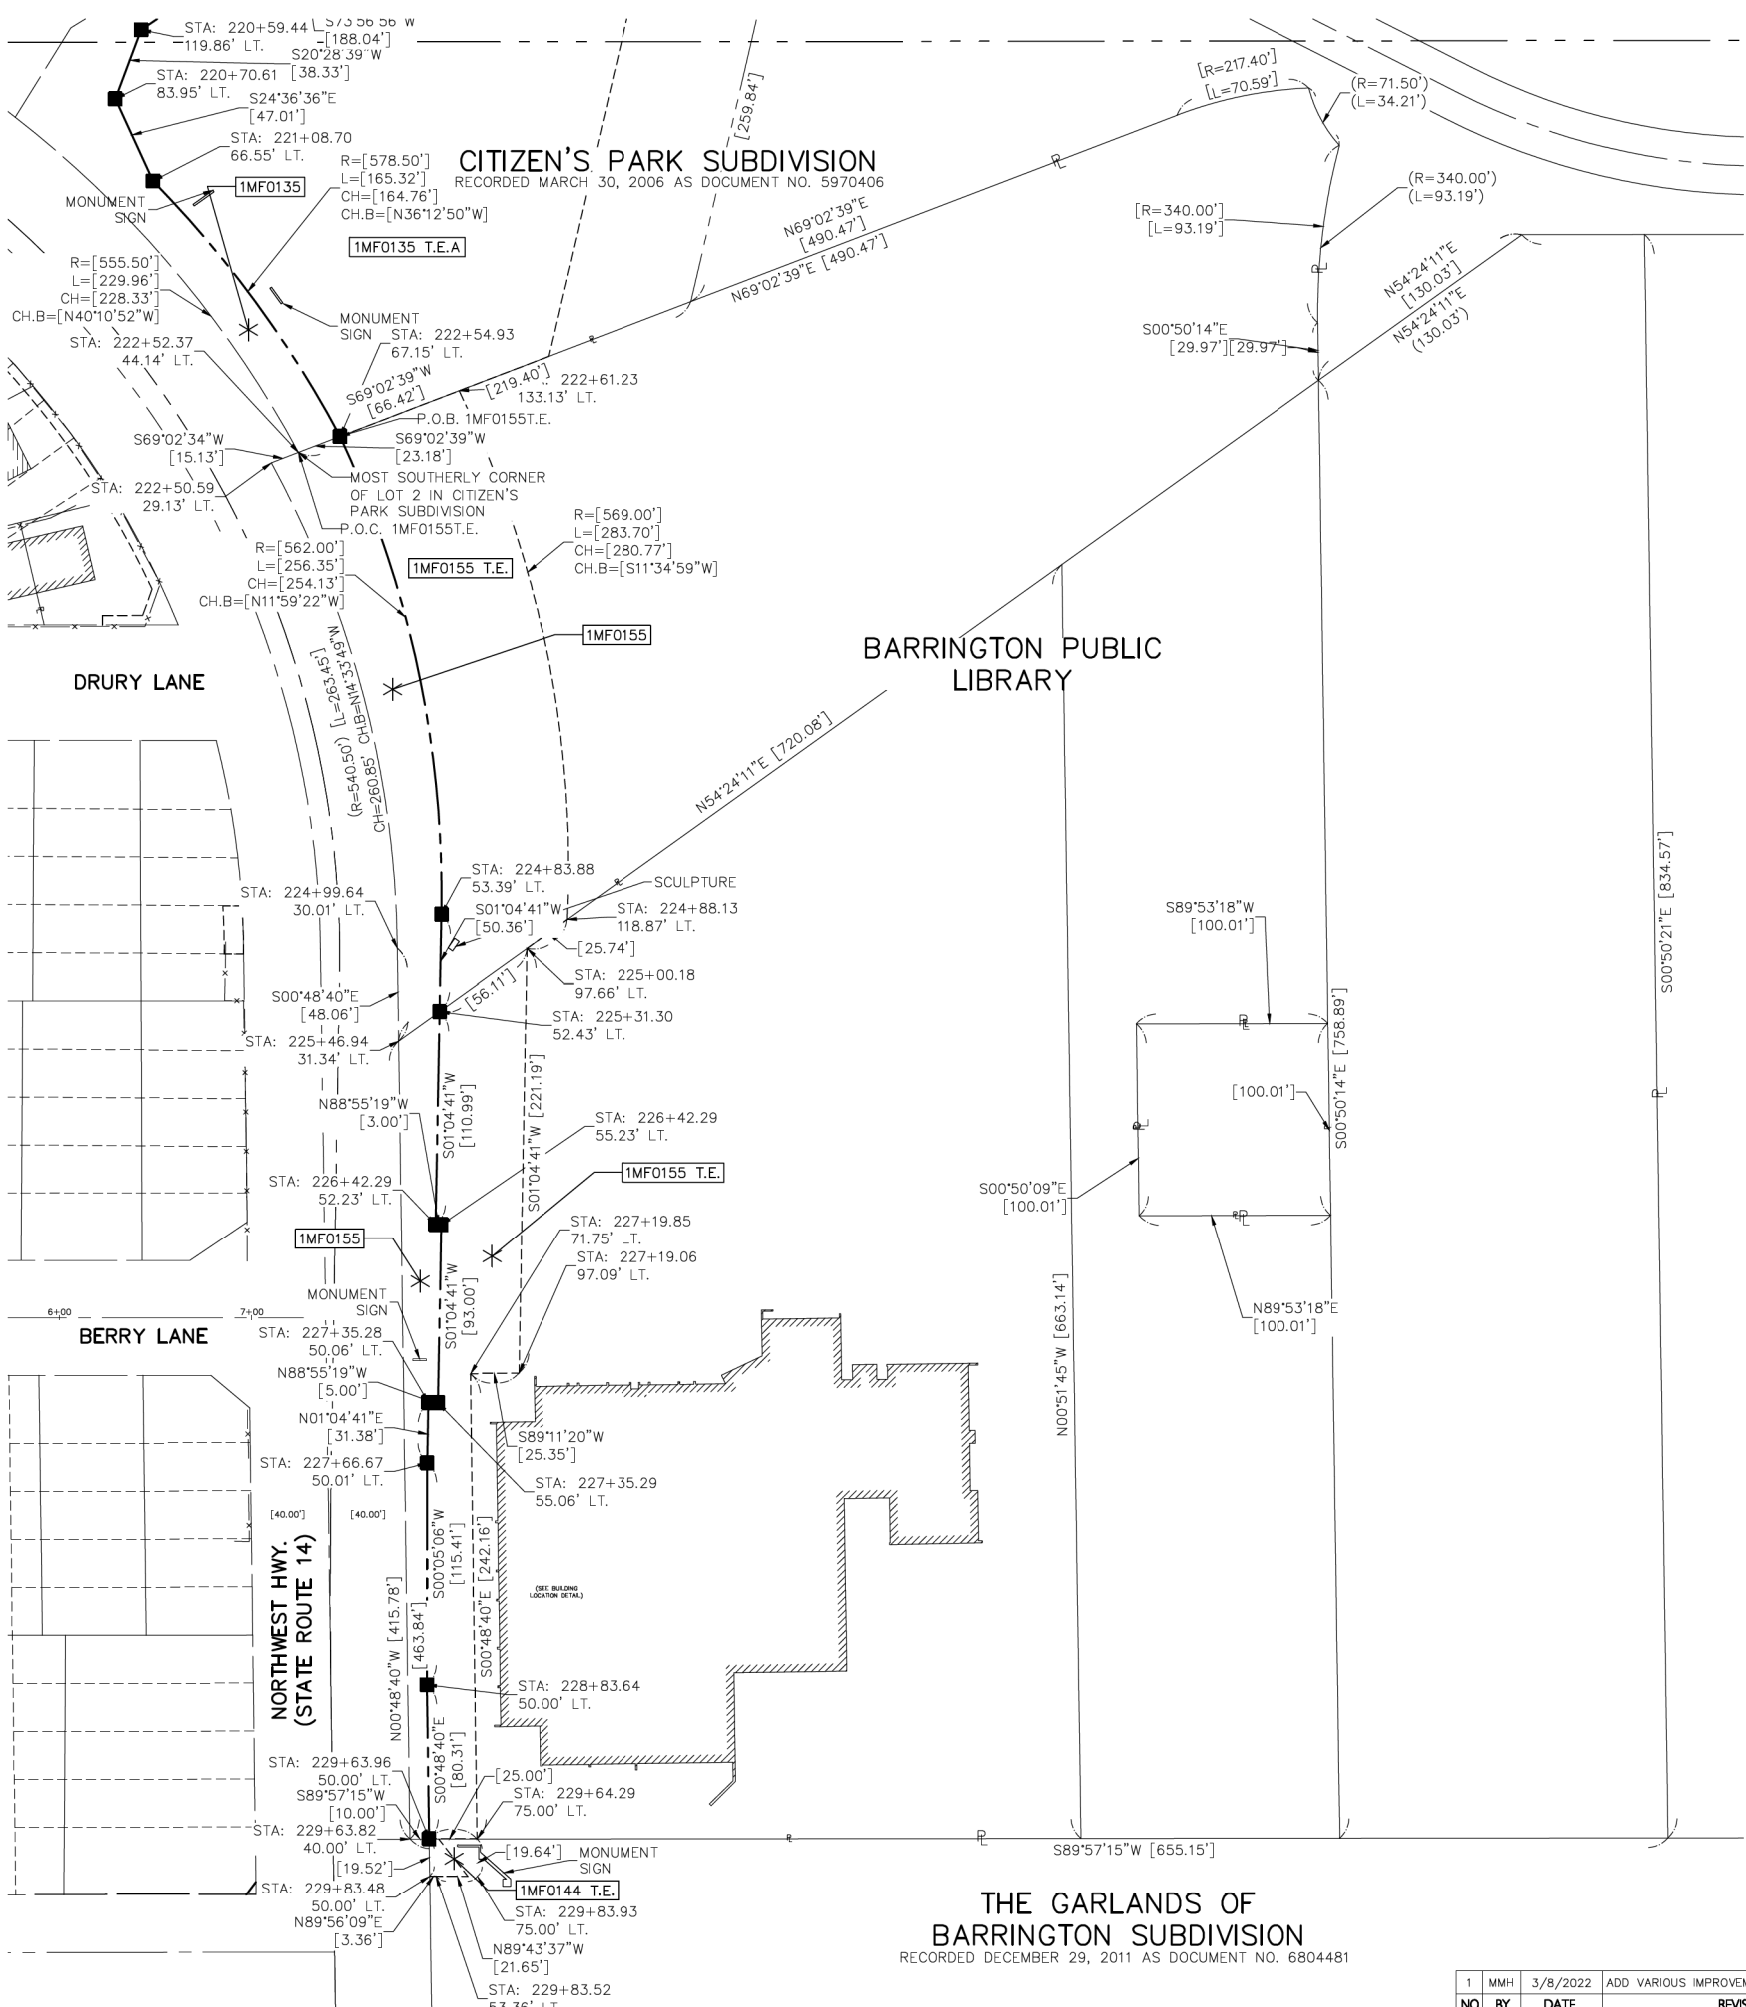 STA: 220+59.44
119.86' LT.
S73°56'56"W
[188.04']
S20°28'39"W
[38.33']
STA: 220+70.61
83.95' LT.
S24°36'36"E
[47.01']
STA: 221+08.70
66.55' LT.
MONUMENT
SIGN
1MF0135
R=[578.50']
L=[165.32']
CH=[164.76']
CH.B=[N36°12'50"W]
1MF0135 T.E.A
CITIZEN'S PARK SUBDIVISION
RECORDED MARCH 30, 2006 AS DOCUMENT NO. 5970406
[259.84']
[R=217.40']
[L=70.59']
(R=71.50')
(L=34.21')
(R=340.00')
(L=93.19')
[R=340.00']
[L=93.19']
N69°02'39"E
[490.47']
N69°02'39"E [490.47']
N54°24'11"E
[130.03']
N54°24'11"E
(130.03')
S00°50'14"E
[29.97'][29.97']
R=[555.50']
L=[229.96']
CH=[228.33']
CH.B=[N40°10'52"W]
MONUMENT
SIGN
STA: 222+54.93
67.15' LT.
STA: 222+52.37
44.14' LT.
S69°02'39"W
[66.42']
[219.40']
222+61.23
133.13' LT.
P.O.B. 1MF0155T.E.
S69°02'34"W
[15.13']
S69°02'39"W
[23.18']
STA: 222+50.59
29.13' LT.
MOST SOUTHERLY CORNER
OF LOT 2 IN CITIZEN'S
PARK SUBDIVISION
P.O.C. 1MF0155T.E.
R=[569.00']
L=[283.70']
CH=[280.77']
CH.B=[S11°34'59"W]
R=[562.00']
L=[256.35']
CH=[254.13']
CH.B=[N11°59'22"W]
1MF0155 T.E.
1MF0155
BARRINGTON PUBLIC
LIBRARY
DRURY LANE
(R=540.50') [L=263.45']
CH=260.85' CH.B=N14°33'49"W
N54°24'11"E [720.08']
STA: 224+83.88
53.39' LT.
SCULPTURE
STA: 224+99.64
30.01' LT.
S01°04'41"W
[50.36']
STA: 224+88.13
118.87' LT.
[25.74']
S89°53'18"W
[100.01']
S00°50'21"E [834.57']
STA: 225+00.18
97.66' LT.
[56.11']
S00°48'40"E
[48.06']
STA: 225+31.30
52.43' LT.
STA: 225+46.94
31.34' LT.
S00°50'14"E [758.89']
[100.01']
N88°55'19"W
[3.00']
S01°04'41"W
[110.99']
S01°04'41"W [221.19']
STA: 226+42.29
55.23' LT.
1MF0155 T.E.
STA: 226+42.29
52.23' LT.
S00°50'09"E
[100.01']
1MF0155
STA: 227+19.85
71.75' LT.
STA: 227+19.06
97.09' LT.
MONUMENT
SIGN
S01°04'41"W
[93.00']
N89°53'18"E
[100.01']
N00°51'45"W [663.14']
6+00
7+00
BERRY LANE
STA: 227+35.28
50.06' LT.
N88°55'19"W
[5.00']
N01°04'41"E
[31.38']
S89°11'20"W
[25.35']
STA: 227+66.67
50.01' LT.
STA: 227+35.29
55.06' LT.
[40.00']
[40.00']
NORTHWEST HWY.
(STATE ROUTE 14)
S00°05'06"W
[115.41']
S00°48'40"E [242.16']
(SEE BUILDING
LOCATION DETAIL)
N00°48'40"W [415.78']
[463.84']
STA: 228+83.64
50.00' LT.
S00°48'40"E
[80.31']
STA: 229+63.96
50.00' LT.
[25.00']
S89°57'15"W
[10.00']
STA: 229+64.29
75.00' LT.
STA: 229+63.82
40.00' LT.
S89°57'15"W [655.15']
[19.52']
[19.64']
MONUMENT
SIGN
STA: 229+83.48
50.00' LT.
1MF0144 T.E.
N89°56'09"E
[3.36']
STA: 229+83.93
75.00' LT.
N89°43'37"W
[21.65']
STA: 229+83.52
53.36' LT.
THE GARLANDS OF
BARRINGTON SUBDIVISION
RECORDED DECEMBER 29, 2011 AS DOCUMENT NO. 6804481
1 MMH 3/8/2022 ADD VARIOUS
NO BY DATE